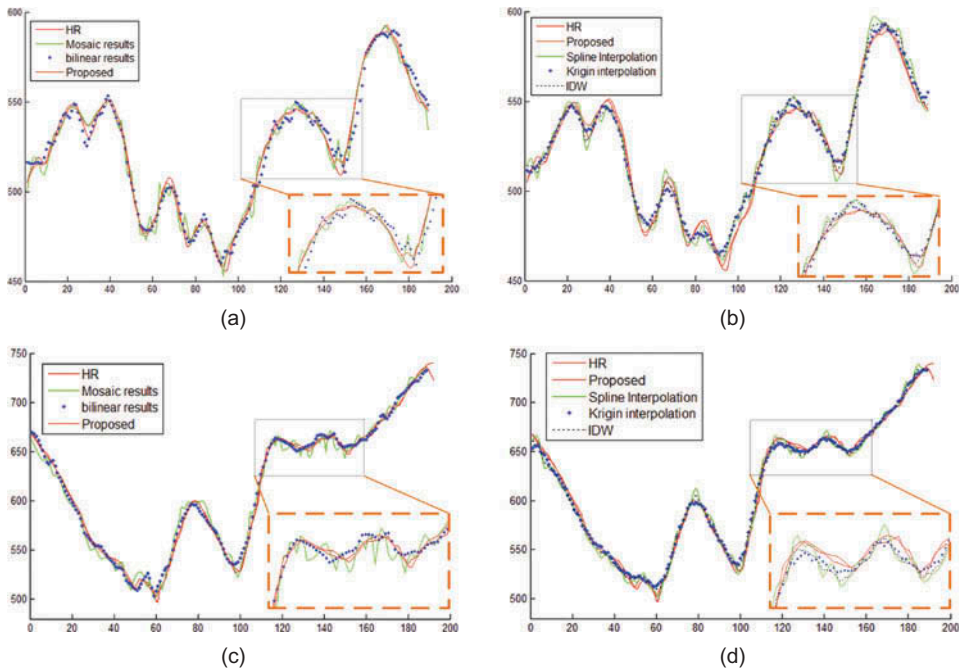 600
550
500
450
0 20 40 60 80 100 120 140 160 180 200
HR
Mosaic results
bilinear results
Proposed
(a)
600
550
500
450
0 20 40 60 80 100 120 140 160 180 200
HR
Proposed
Spline Interpolation
Krigin interpolation
IDW
(b)
750
700
650
600
550
500
0 20 40 60 80 100 120 140 160 180 200
HR
Mosaic results
bilinear results
Proposed
(c)
750
700
650
600
550
500
0 20 40 60 80 100 120 140 160 180 200
HR
Proposed
Spline Interpolation
Krigin interpolation
IDW
(d)